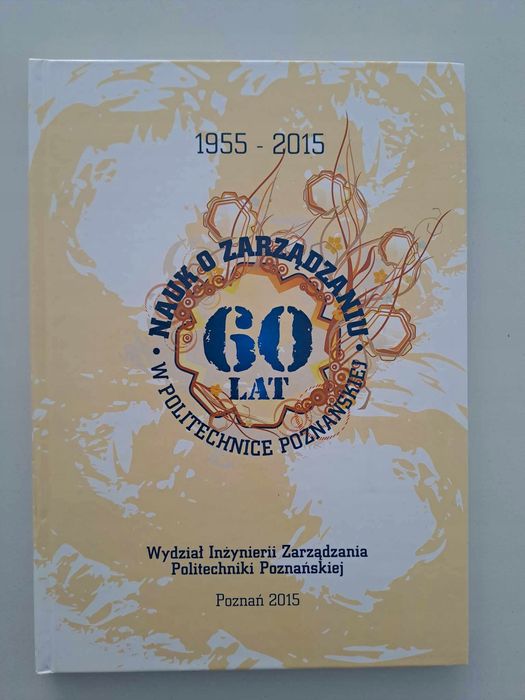 1955 - 2015
NAUK O ZARZĄDZANIU
60
LAT
W POLITECHNICE POZNAŃSKIEJ
Wydział Inżynierii Zarządzania
Politechniki Poznańskiej
Poznań 2015